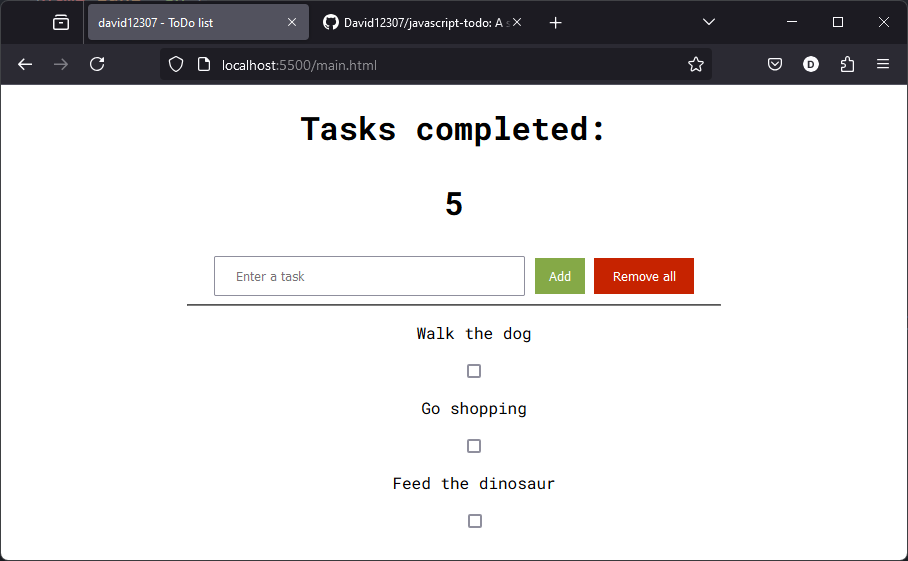 david12307 - ToDo list
David12307/javascript-todo: A s
localhost:5500/main.html
D
Tasks completed:
5
Enter a task
Add
Remove all
Walk the dog
Go shopping
Feed the dinosaur